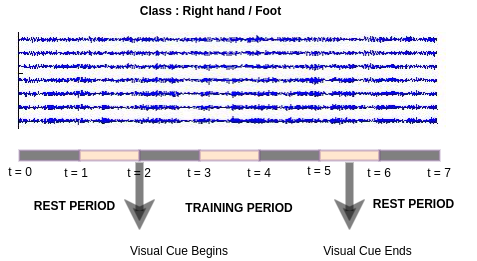 Class : Right hand / Foot
t = 0 t = 1 t = 2 t = 3 t = 4 t = 5 t = 6 t = 7
REST PERIOD TRAINING PERIOD REST PERIOD
Visual Cue Begins Visual Cue Ends